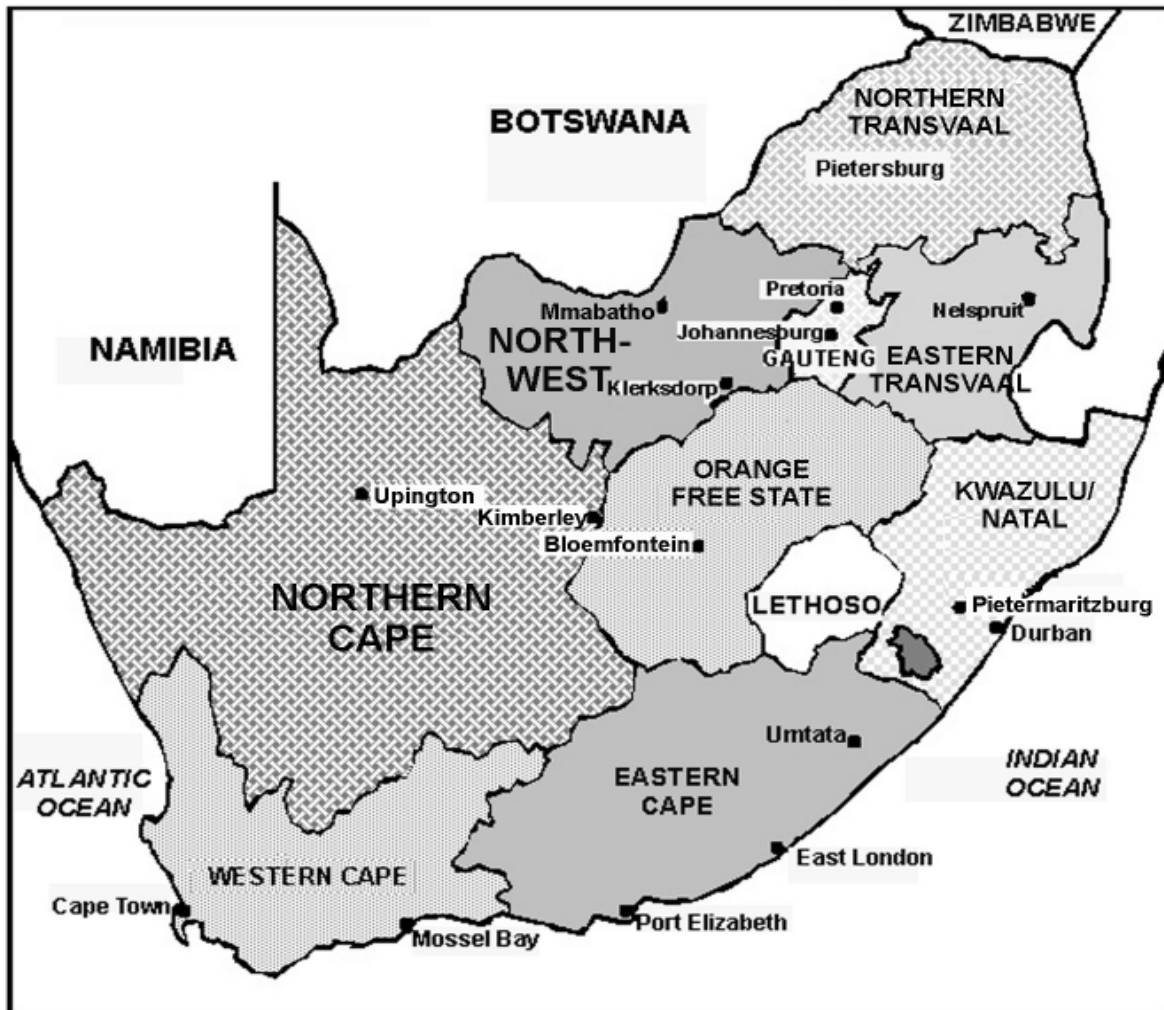 ZIMBABWE
NORTHERN
TRANSVAAL
Pietersburg
BOTSWANA
Pretoria
Mmabatho
Nelspruit
Johannesburg
NAMIBIA
NORTH-
WEST
GAUTENG
EASTERN
TRANSVAAL
Klerksdorp
ORANGE
FREE STATE
KWAZULU/
NATAL
Upington
Kimberley
Bloemfontein
NORTHERN
CAPE
LETHOSO
Pietermaritzburg
Durban
Umtata
ATLANTIC
OCEAN
EASTERN
CAPE
INDIAN
OCEAN
East London
WESTERN CAPE
Cape Town
Mossel Bay
Port Elizabeth